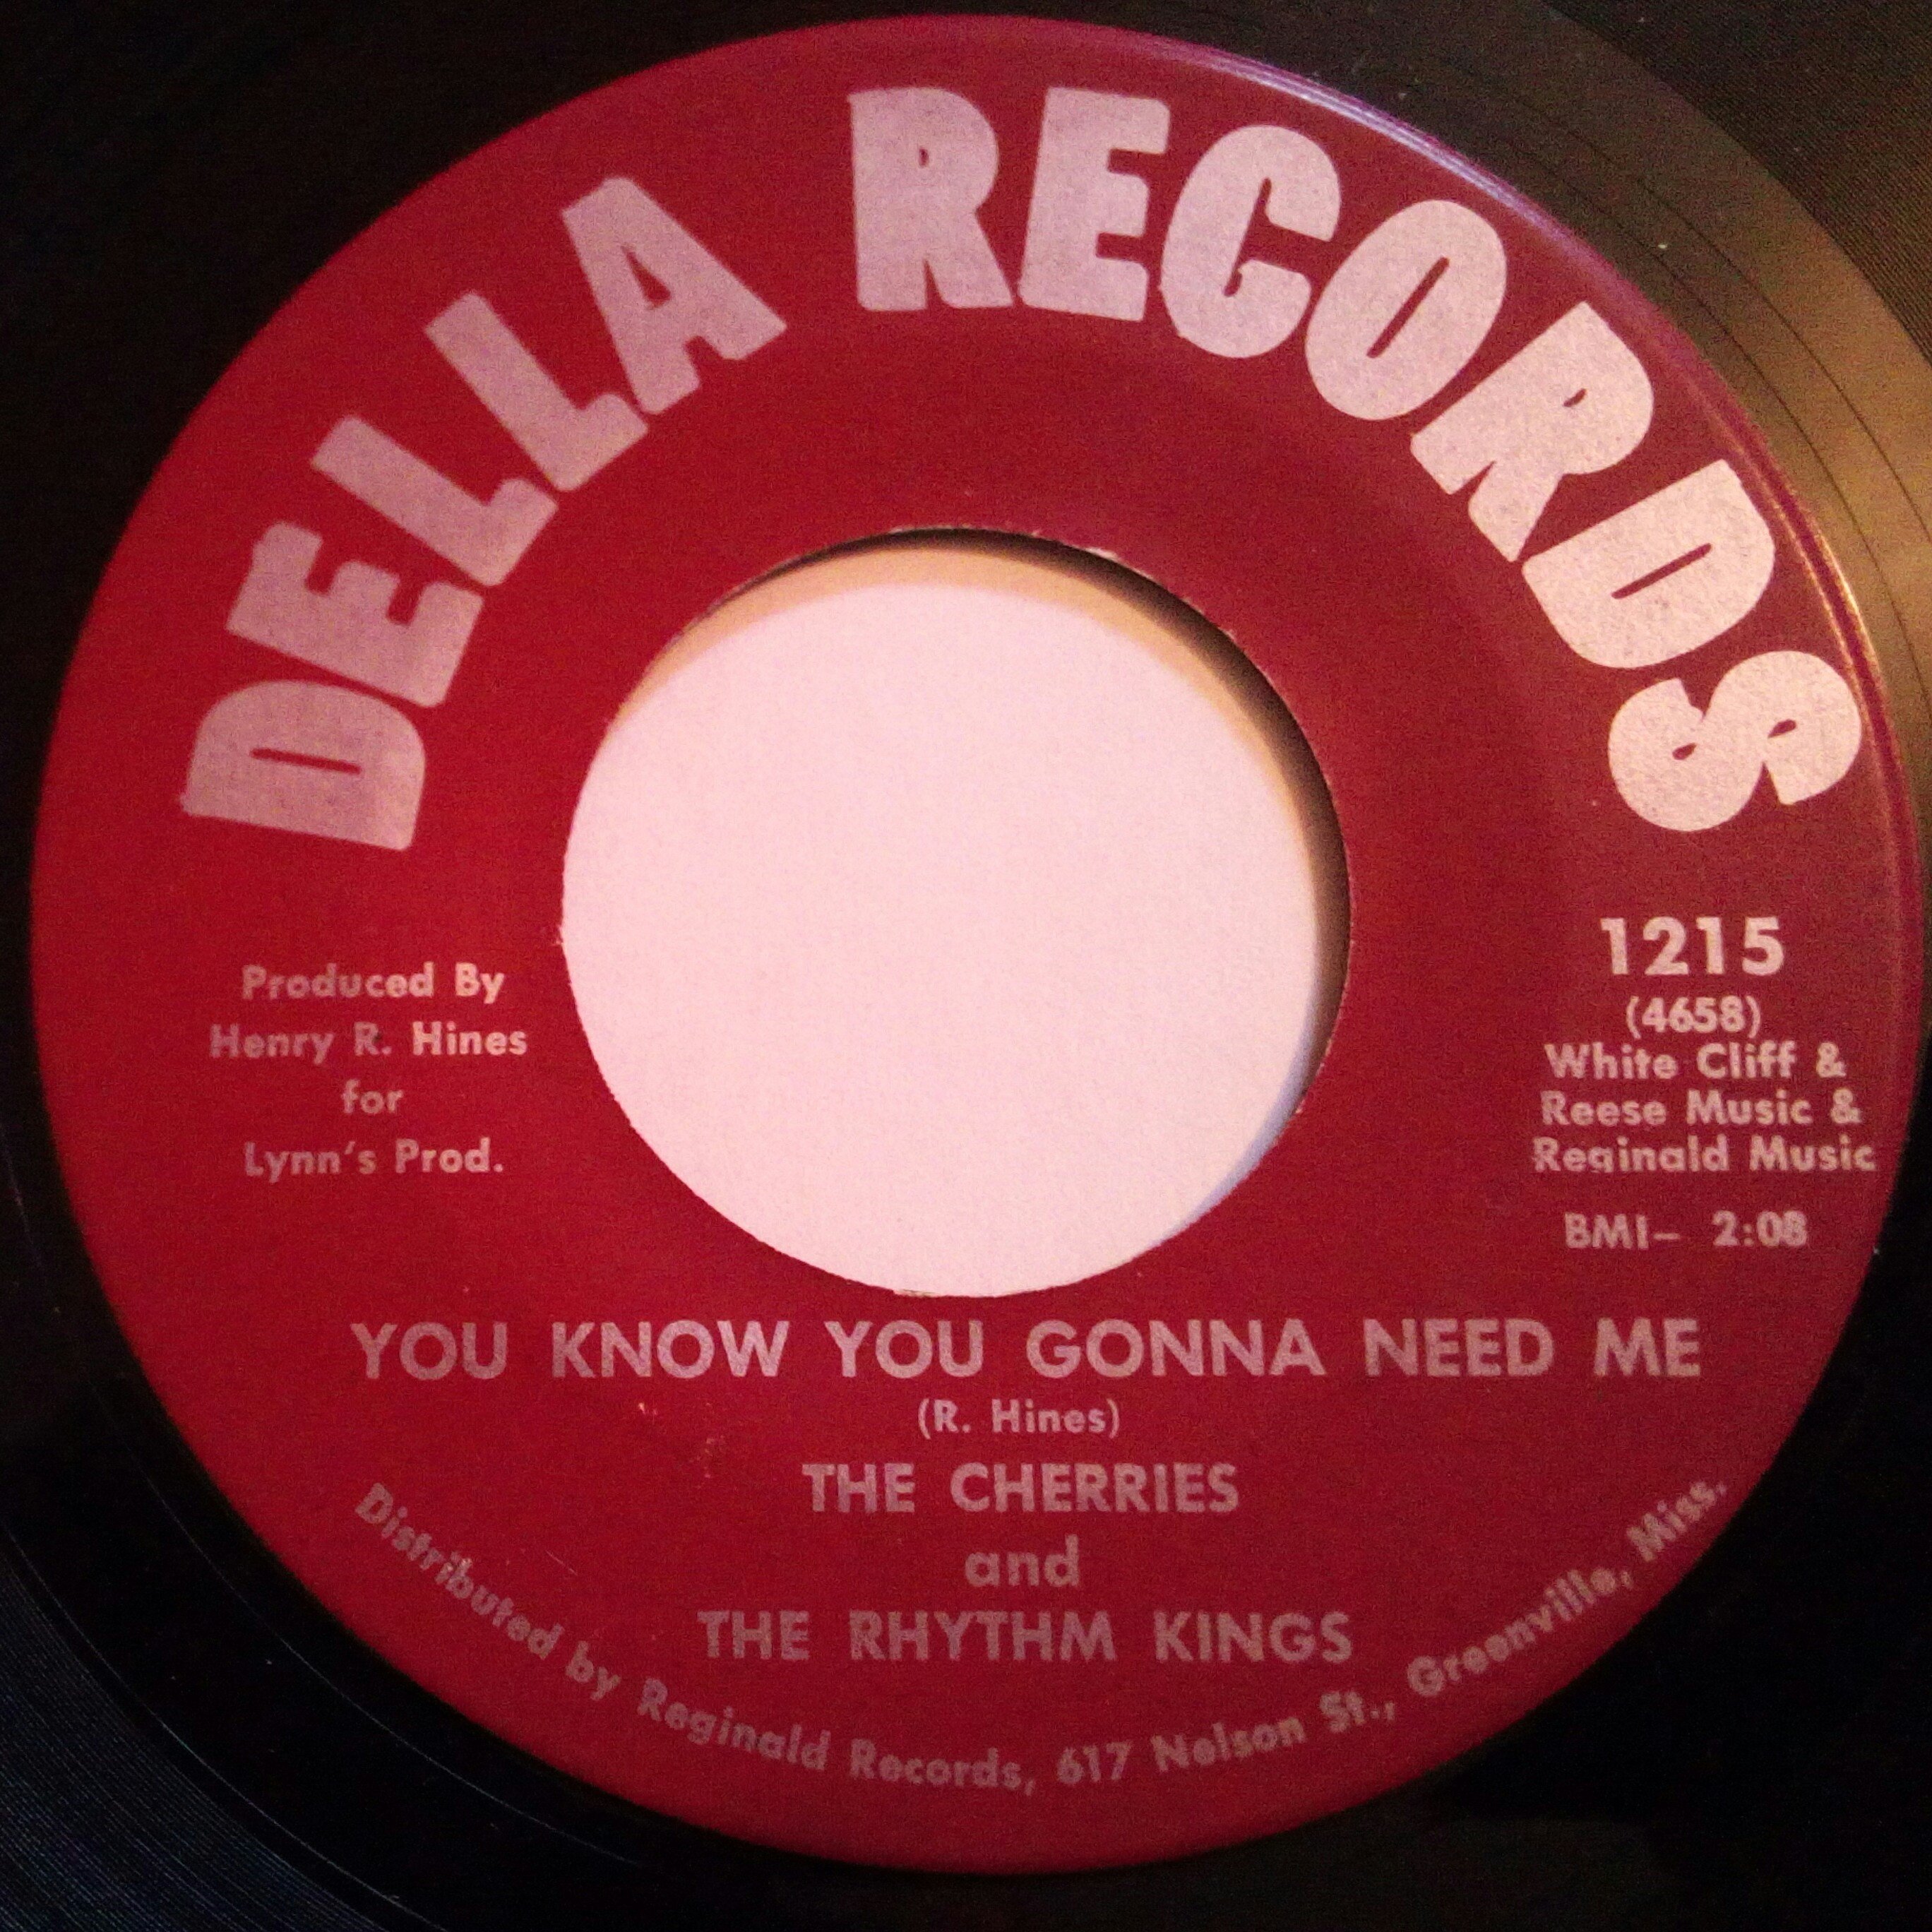 DELLA RECORDS
Produced By
Henry R. Hines
for
Lynn's Prod.
1215
(4658)
White Cliff &
Reese Music &
Reginald Music
BMI- 2:08
YOU KNOW YOU GONNA NEED ME
(R. Hines)
THE CHERRIES
and
THE RHYTHM KINGS
Distributed by Reginald Records, 617 Nelson St., Greenville, Miss.